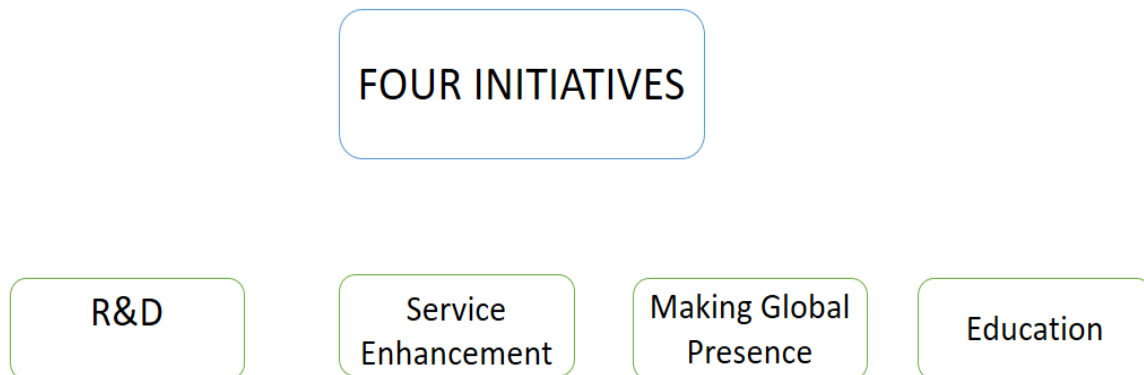 FOUR INITIATIVES
R&D
Service
Enhancement
Making Global
Presence
Education